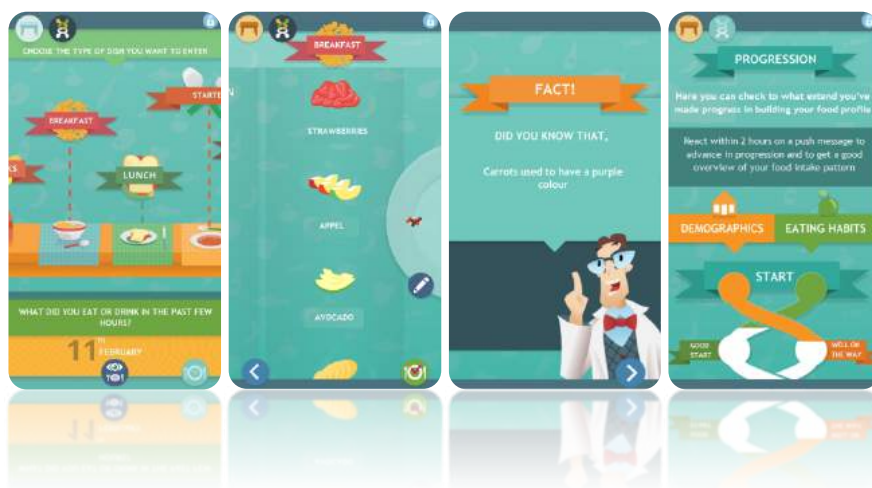 CHOOSE THE TYPE OF DISH YOU WANT TO ENTER
STARTE
BREAKFAST
KS
LUNCH
WHAT DID YOU EAT OR DRINK IN THE PAST FEW
HOURS?
11TH FEBRUARY
BREAKFAST
N
STRAWBERRIES
APPEL
AVOCADO
FACT!
DID YOU KNOW THAT,
Carrots used to have a purple
colour
PROGRESSION
Here you can check to what extend you've
made progress in building your food profile
React within 2 hours on a push message to
advance in progression and to get a good
overview of your food intake pattern
DEMOGRAPHICS
EATING HABITS
START
GOOD
START
WELL ON
THE WAY